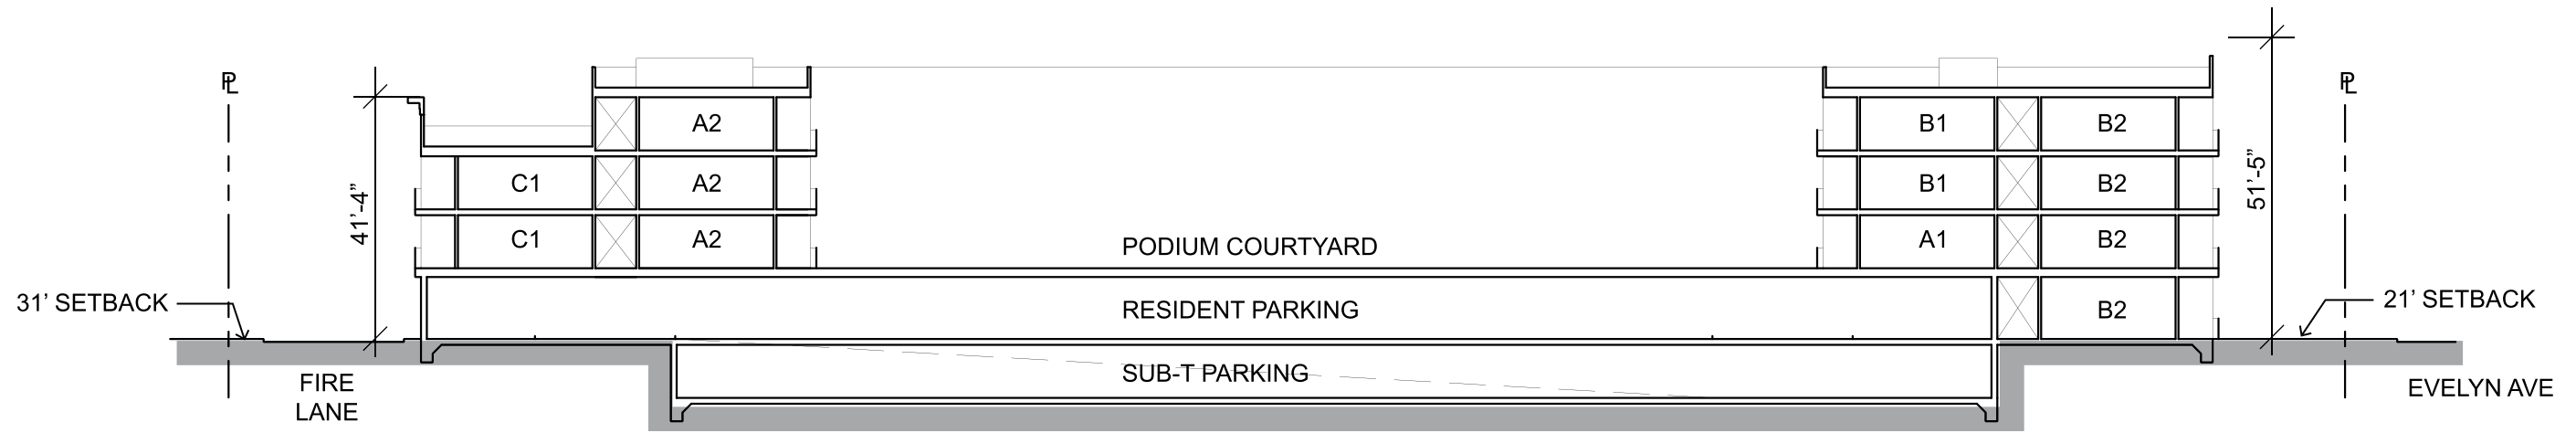 PL
PL
A2
B1
B2
C1
A2
B1
B2
41'-4”
51'-5”
C1
A2
A1
B2
PODIUM COURTYARD
31’ SETBACK
RESIDENT PARKING
B2
21’ SETBACK
SUB-T PARKING
FIRE
LANE
EVELYN AVE